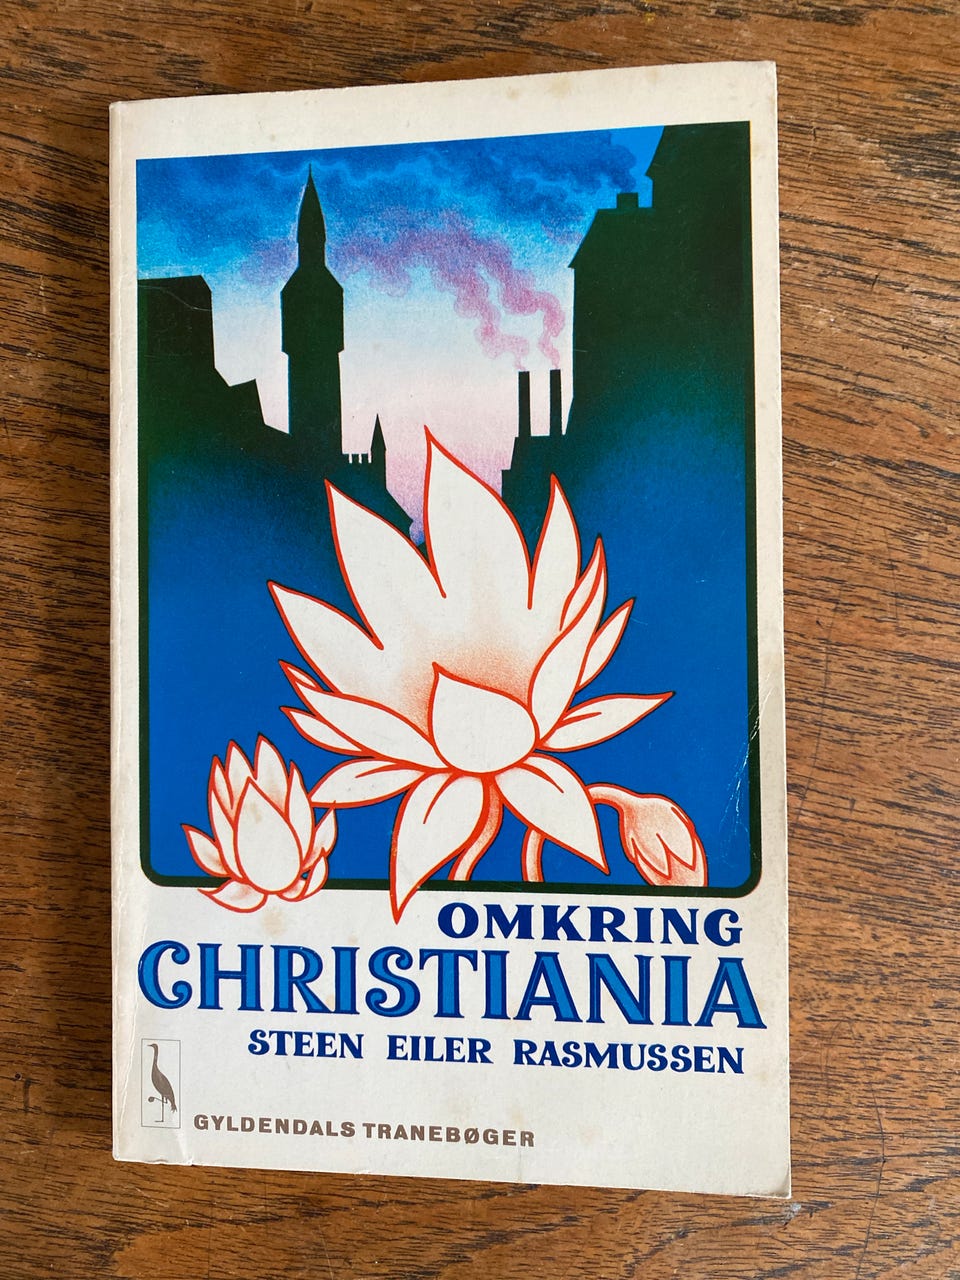 OMKRING
CHRISTIANIA
STEEN EILER RASMUSSEN
GYLDENDALS TRANEBØGER